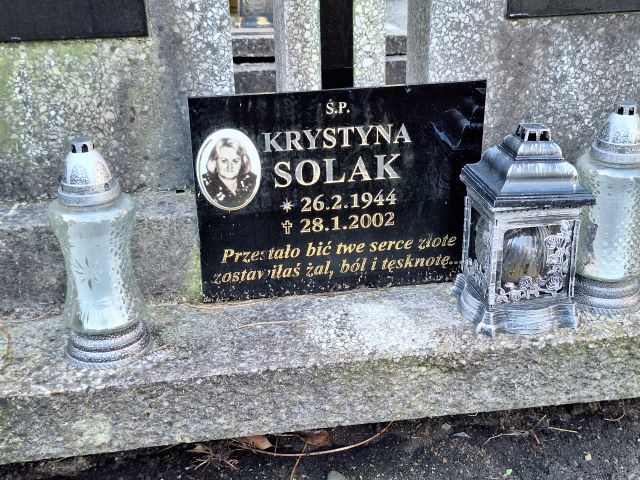 Ś.P.
KRYSTYNA
SOLAK
✶ 26.2.1944
✝ 28.1.2002
Przestało bić twe serce złote
zostawiłaś żal, ból i tęsknotę...